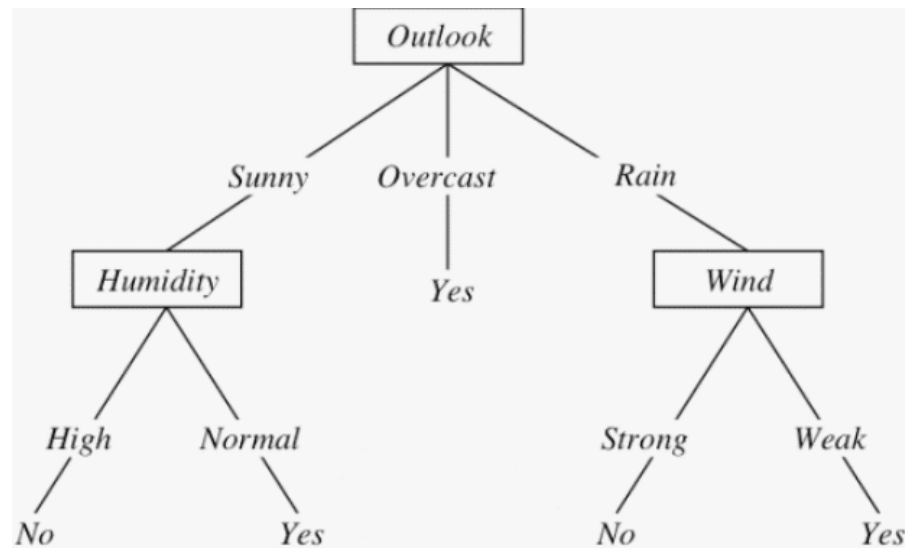 Outlook
Sunny Overcast Rain
Humidity Yes Wind
High Normal Strong Weak
No Yes No Yes